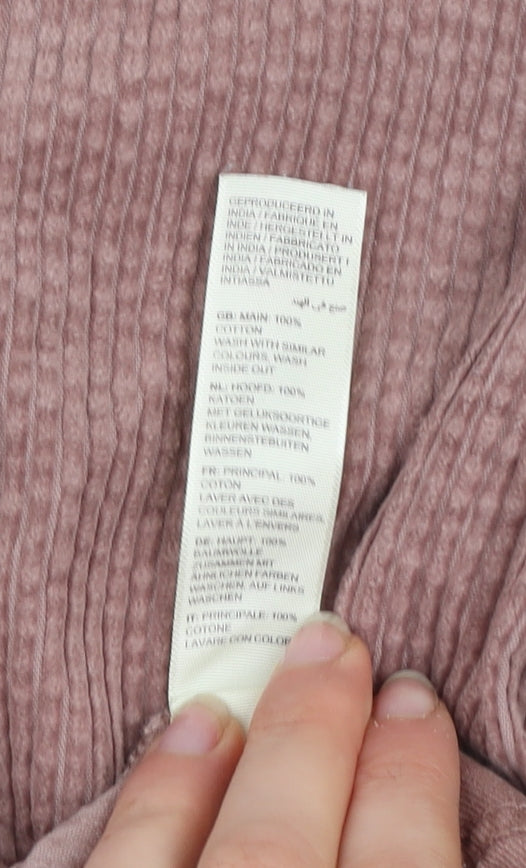 GEPRODUCEERD IN
INDIA / FABRIQUE EN
INDE / HERGESTELLT IN
INDIEN / FABBRICATO
IN INDIA / PRODUSERT I
INDIA / FABRICADO EN
INDIA / VALMISTETTU
INTIASSA
صنع في الهند
GB: MAIN: 100%
COTTON
WASH WITH SIMILAR
COLOURS, WASH
INSIDE OUT
NL: HOOFD: 100%
KATOEN
MET GELIJKSOORTIGE
KLEUREN WASSEN,
BINNENSTEBUITEN
WASSEN
FR: PRINCIPAL: 100%
COTON
LAVER AVEC DES
COULEURS SIMILAIRES,
LAVER À L'ENVERS
DE: HAUPT: 100%
BAUMWOLLE
ZUSAMMEN MIT
ÄHNLICHEN FARBEN
WASCHEN, AUF LINKS
WASCHEN
IT: PRINCIPALE: 100%
COTONE
LAVARE CON COLOR